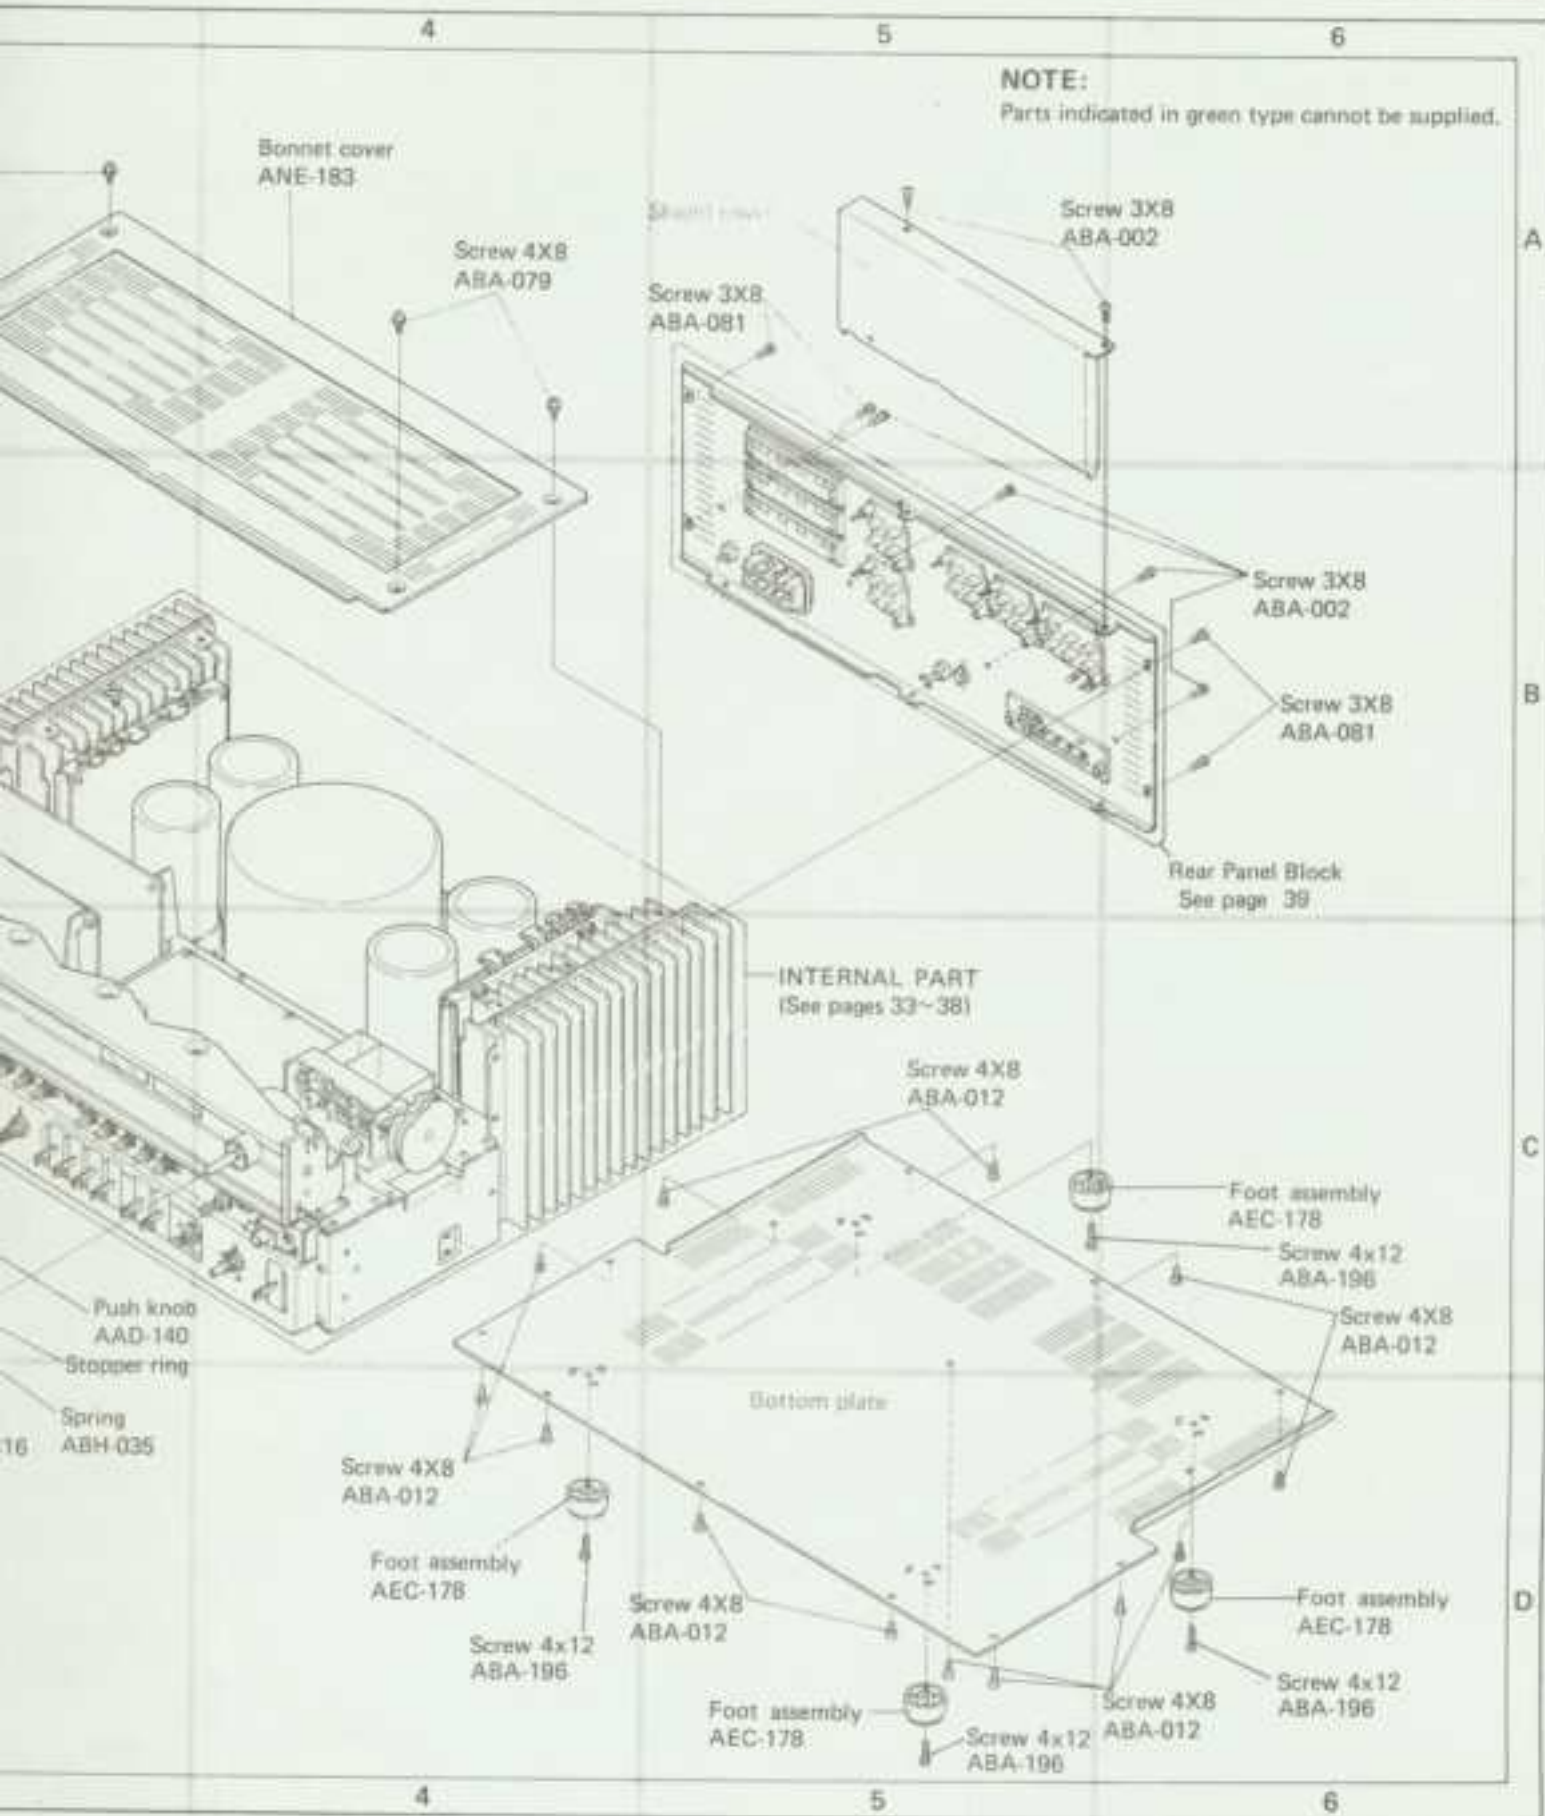 4 5 6
NOTE:
Parts indicated in green type cannot be supplied.
Bonnet cover
ANE-183
Screw 4X8
ABA-079
Screw 3X8
ABA-081
Screw 3X8
ABA-002
A
Screw 3X8
ABA-002
Screw 3X8
ABA-081
B
Rear Panel Block
See page 39
INTERNAL PART
(See pages 33~38)
Screw 4X8
ABA-012
C
Foot assembly
AEC-178
Screw 4x12
ABA-196
Screw 4X8
ABA-012
Push knob
AAD-140
Stopper ring
Spring
16 ABH-035
Bottom plate
Screw 4X8
ABA-012
Foot assembly
AEC-178
Screw 4x12
ABA-196
Screw 4X8
ABA-012
Foot assembly
AEC-178
Screw 4x12
ABA-196
Screw 4X8
ABA-012
Foot assembly
AEC-178
Screw 4x12
ABA-196
D
4 5 6